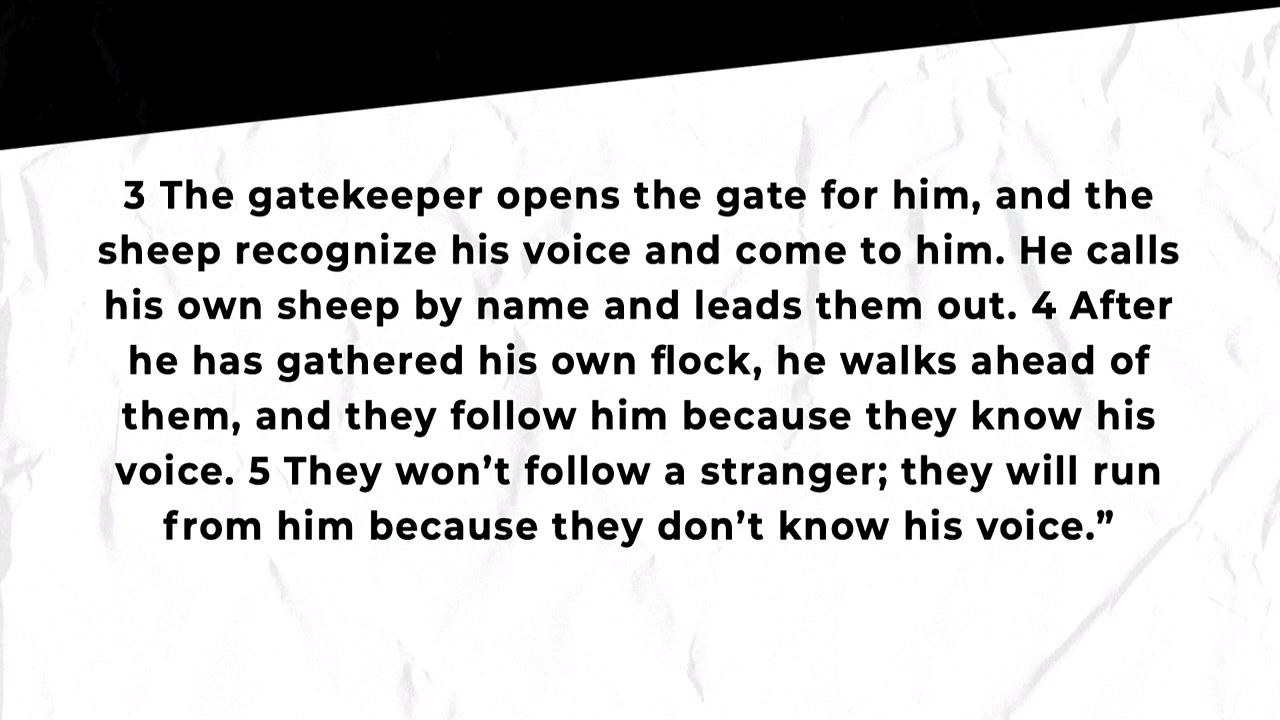 3 The gatekeeper opens the gate for him, and the
sheep recognize his voice and come to him. He calls
his own sheep by name and leads them out. 4 After
he has gathered his own flock, he walks ahead of
them, and they follow him because they know his
voice. 5 They won’t follow a stranger; they will run
from him because they don’t know his voice.”